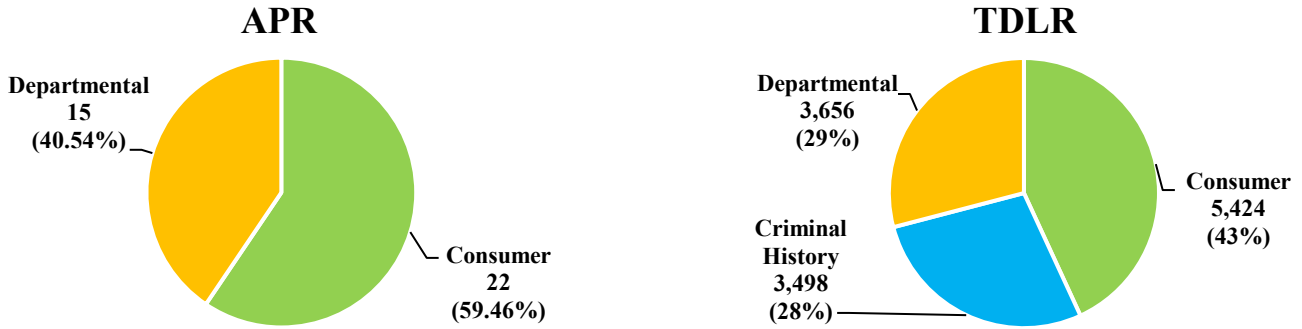 APR
Departmental
15
(40.54%)
Consumer
22
(59.46%)
TDLR
Departmental
3,656
(29%)
Consumer
5,424
(43%)
Criminal
History
3,498
(28%)